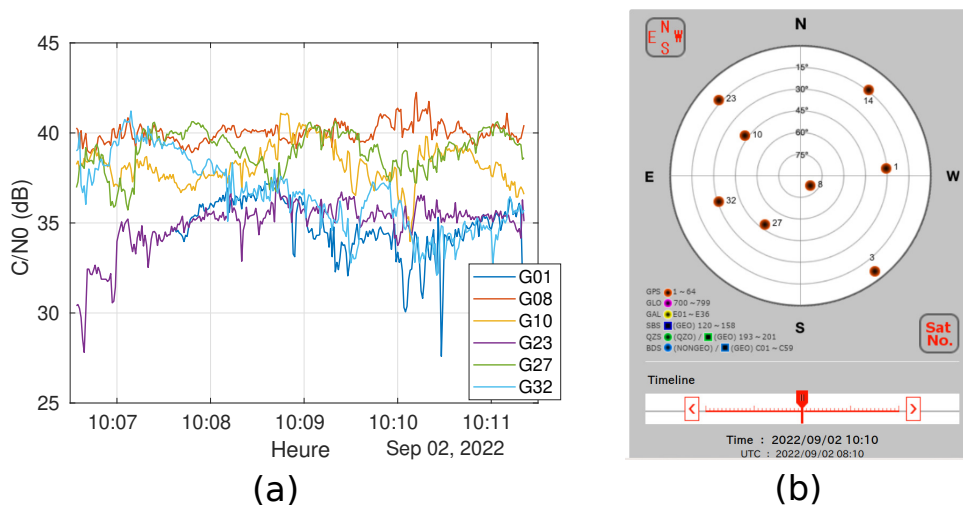 45
40
35
30
25
C/N0 (dB)
G01
G08
G10
G23
G27
G32
10:07 10:08 10:09 10:10 10:11
Heure
Sep 02, 2022
(a)
N
E W
S
N
15°
30°
45°
60°
75°
23
14
10
1
8
32
27
3
E
W
S
GPS 1 ~ 64
GLO 700 ~ 799
GAL E01 ~ E36
SBS (GEO) 120 ~ 158
QZS (QZO) / (GEO) 193 ~ 201
BDS (NONGEO) / (GEO) C01 ~ C59
Sat
No.
Timeline
< >
Time : 2022/09/02 10:10
UTC : 2022/09/02 08:10
(b)